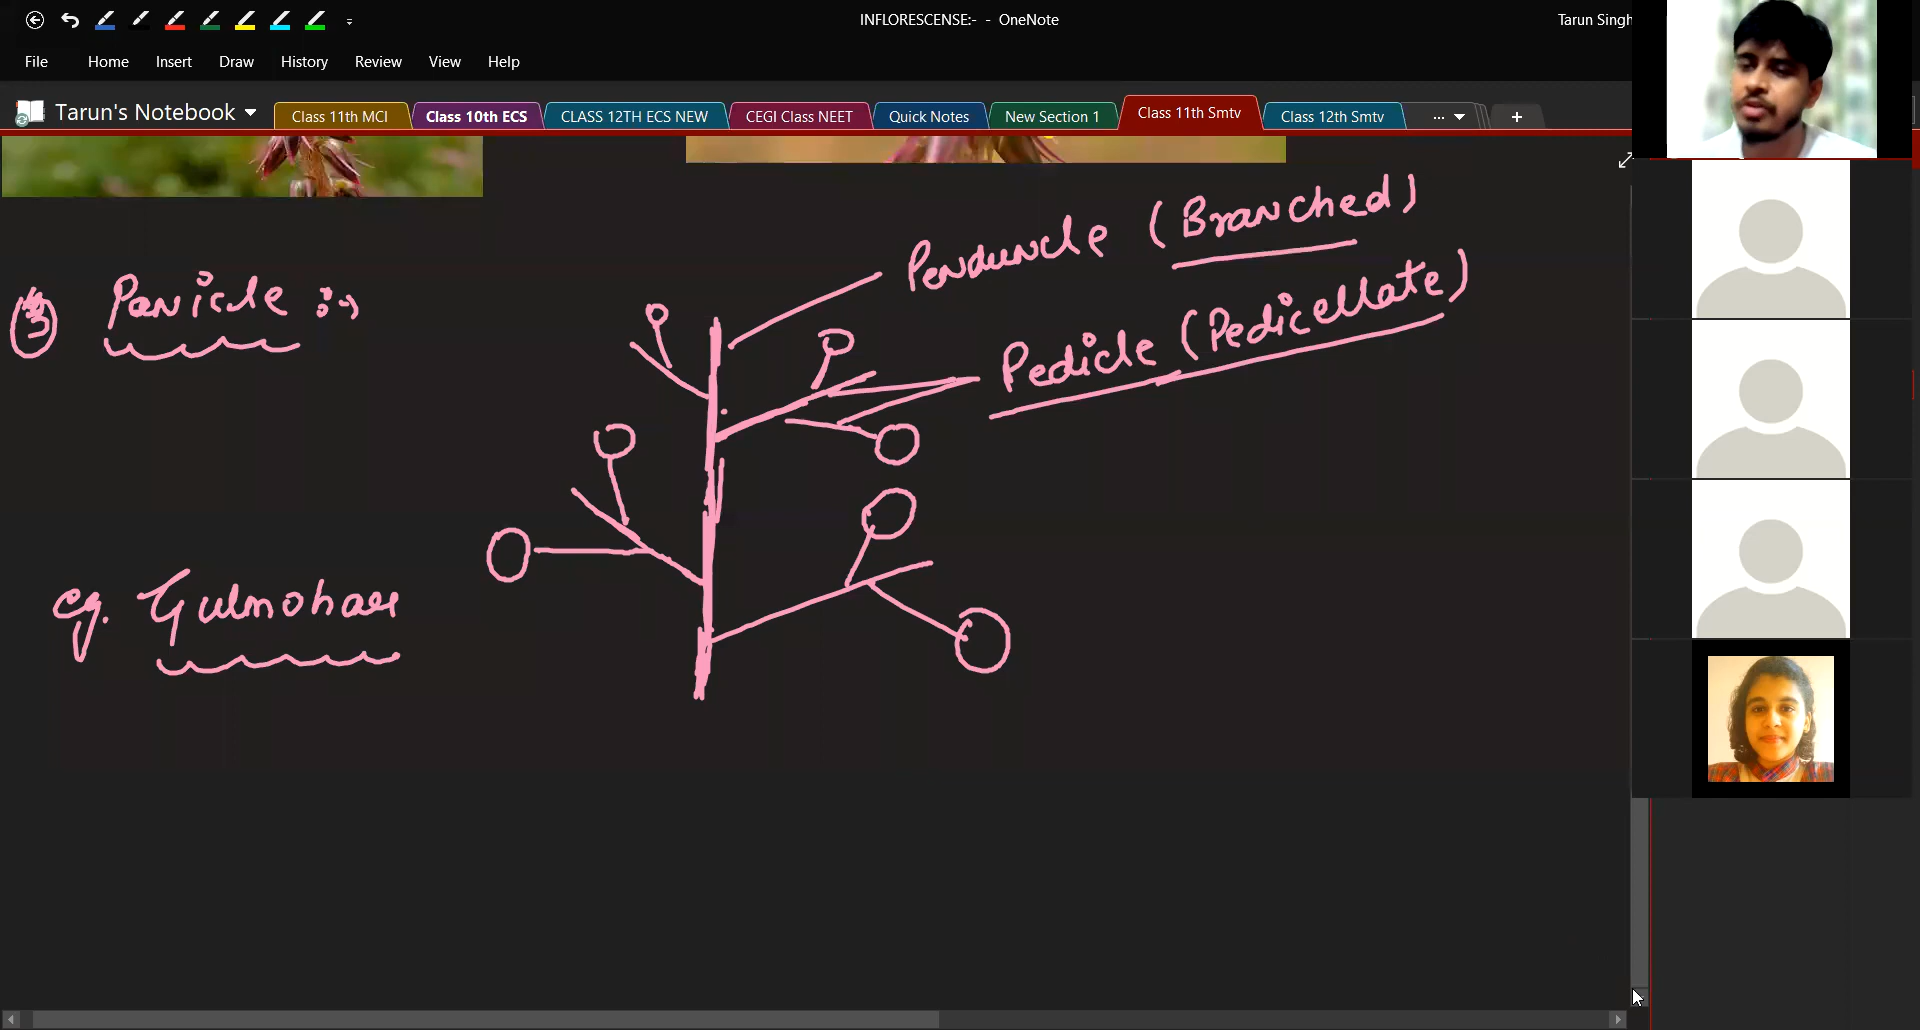 INFLORESCENSE:- - OneNote
Tarun Singh
File Home Insert Draw History Review View Help
Tarun's Notebook
Class 11th MCI
Class 10th ECS
CLASS 12TH ECS NEW
CEGI Class NEET
Quick Notes
New Section 1
Class 11th Smtv
Class 12th Smtv
...
+
Penduncle (Branched)
3 Panicle :->
Pedicle (Pedicellate)
eg. Gulmohar